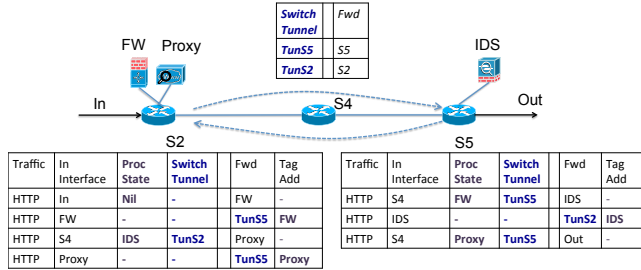 Switch Tunnel Fwd
TunS5 S5
TunS2 S2
FW Proxy IDS
In S4 Out
S2 S5
Traffic In Interface Proc State Switch Tunnel Fwd Tag Add
HTTP In Nil - FW -
HTTP FW - - TunS5 FW
HTTP S4 IDS TunS2 Proxy -
HTTP Proxy - - TunS5 Proxy
Traffic In Interface Proc State Switch Tunnel Fwd Tag Add
HTTP S4 FW TunS5 IDS -
HTTP IDS - - TunS2 IDS
HTTP S4 Proxy TunS5 Out -